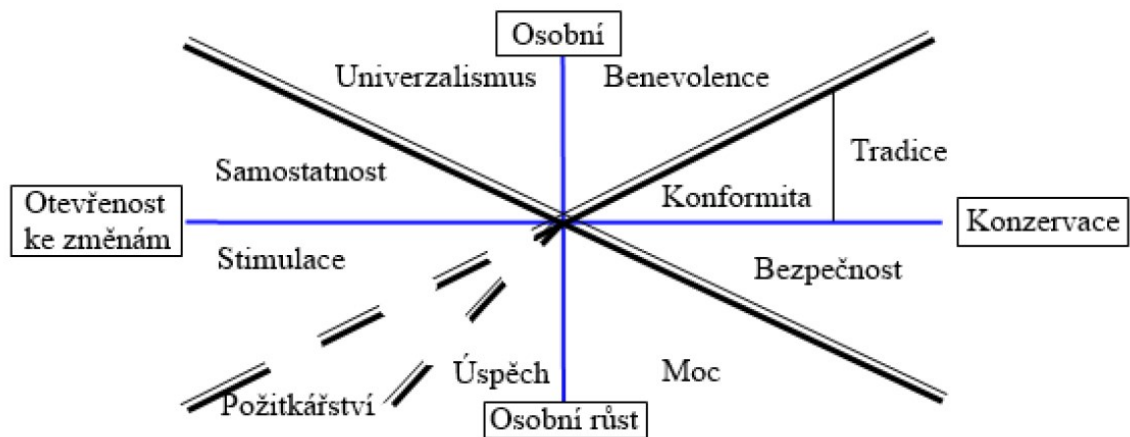 Osobní
Univerzalismus
Benevolence
Tradice
Samostatnost
Konformita
Otevřenost
ke změnám
Konzervace
Stimulace
Bezpečnost
Úspěch
Moc
Požitkářství
Osobní růst